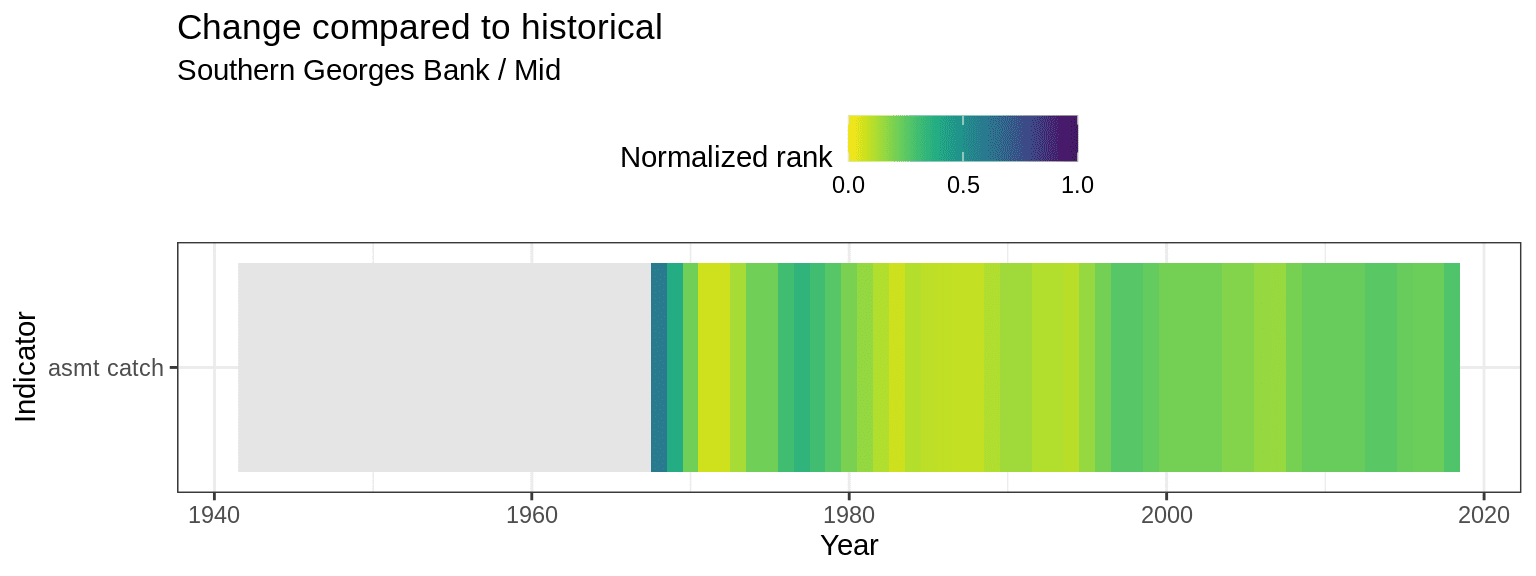 Change compared to historical
Southern Georges Bank / Mid
Normalized rank
0.0 0.5 1.0
Indicator
asmt catch
1940 1960 1980 2000 2020
Year